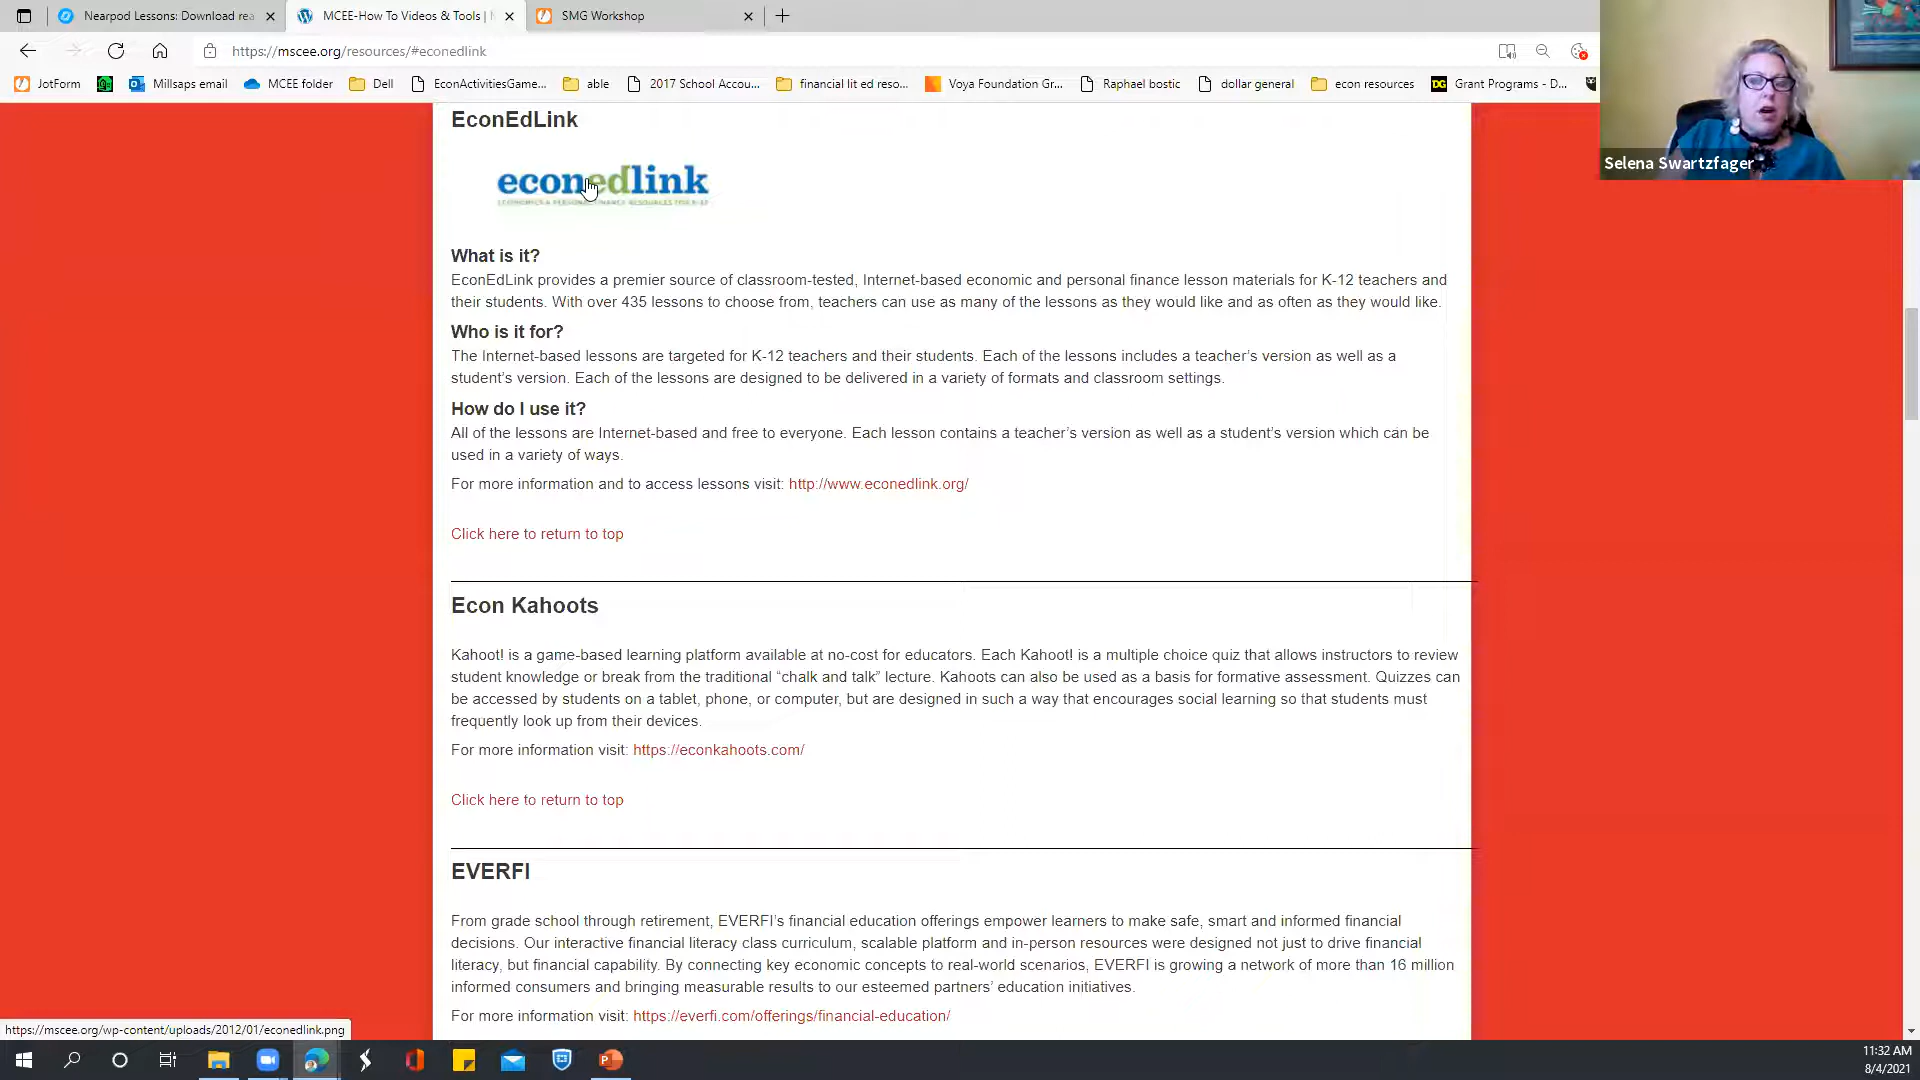 Nearpod Lessons: Download rea
MCEE-How To Videos & Tools |
SMG Workshop
https://mscee.org/resources/#econedlink
JotForm
Millsaps email
MCEE folder
Dell
EconActivitiesGame...
able
2017 School Accou...
financial lit ed reso...
Voya Foundation Gr...
Raphael bostic
dollar general
econ resources
DG
Grant Programs - D...
Selena Swartzfager
EconEdLink
econedlink
ECONOMICS & PERSONAL FINANCE RESOURCES FOR K-12
What is it?
EconEdLink provides a premier source of classroom-tested, Internet-based economic and personal finance lesson materials for K-12 teachers and
their students. With over 435 lessons to choose from, teachers can use as many of the lessons as they would like and as often as they would like.
Who is it for?
The Internet-based lessons are targeted for K-12 teachers and their students. Each of the lessons includes a teacher's version as well as a
student's version. Each of the lessons are designed to be delivered in a variety of formats and classroom settings.
How do I use it?
All of the lessons are Internet-based and free to everyone. Each lesson contains a teacher's version as well as a student's version which can be
used in a variety of ways.
For more information and to access lessons visit: http://www.econedlink.org/
Click here to return to top
Econ Kahoots
Kahoot! is a game-based learning platform available at no-cost for educators. Each Kahoot! is a multiple choice quiz that allows instructors to review
student knowledge or break from the traditional “chalk and talk” lecture. Kahoots can also be used as a basis for formative assessment. Quizzes can
be accessed by students on a tablet, phone, or computer, but are designed in such a way that encourages social learning so that students must
frequently look up from their devices.
For more information visit: https://econkahoots.com/
Click here to return to top
EVERFI
From grade school through retirement, EVERFI's financial education offerings empower learners to make safe, smart and informed financial
decisions. Our interactive financial literacy class curriculum, scalable platform and in-person resources were designed not just to drive financial
literacy, but financial capability. By connecting key economic concepts to real-world scenarios, EVERFI is growing a network of more than 16 million
informed consumers and bringing measurable results to our esteemed partners' education initiatives.
For more information visit: https://everfi.com/offerings/financial-education/
https://mscee.org/wp-content/uploads/2012/01/econedlink.png
11:32 AM
8/4/2021